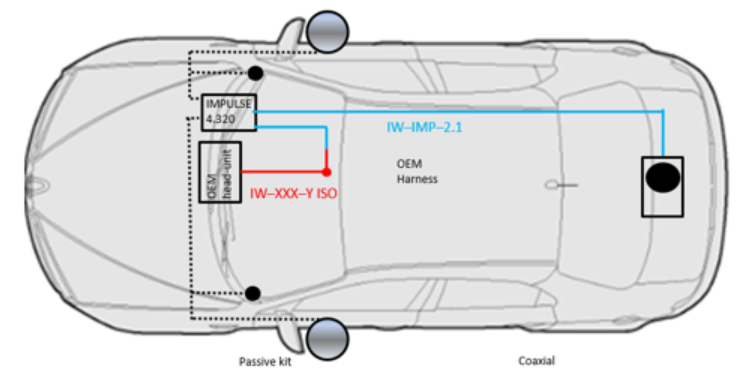 IMPULSE
4.320
IW–IMP–2.1
OEM
head-unit
IW–XXX–Y ISO
OEM
Harness
Passive kit
Coaxial